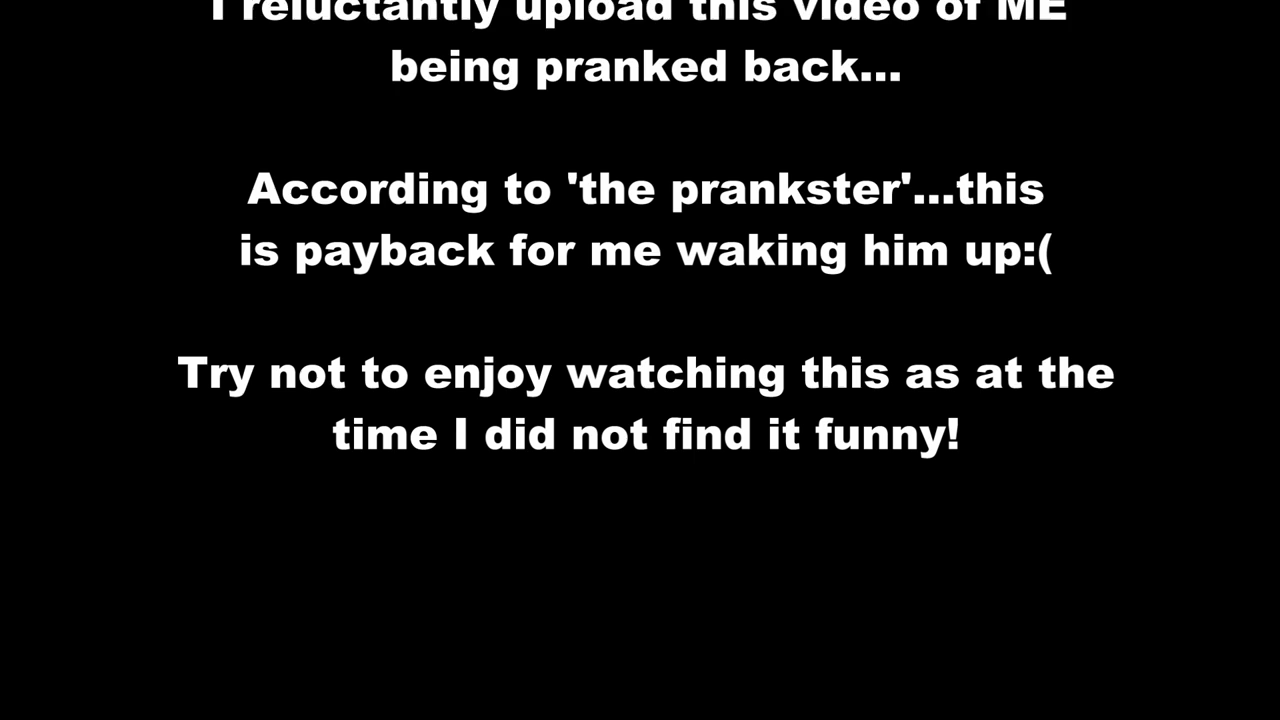 I reluctantly upload this video of ME
being pranked back...
According to 'the prankster'...this
is payback for me waking him up:(
Try not to enjoy watching this as at the
time I did not find it funny!